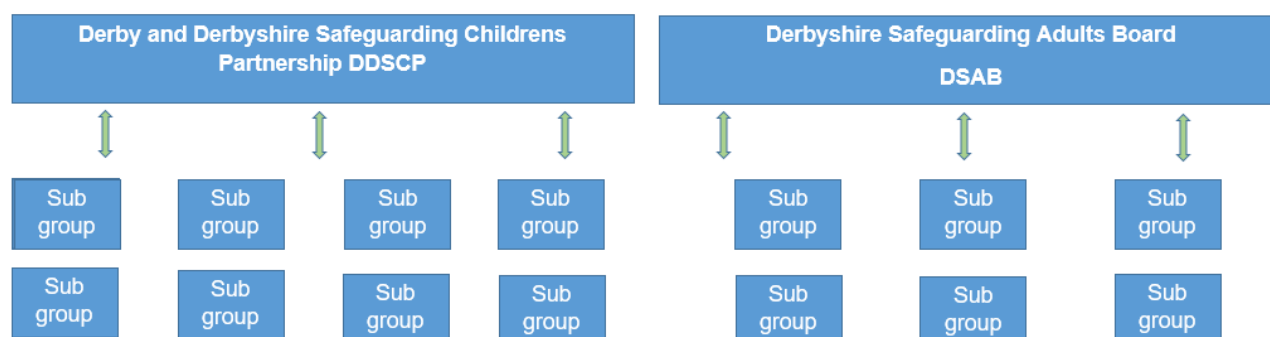 Derby and Derbyshire Safeguarding Childrens
Partnership DDSCP
Derbyshire Safeguarding Adults Board
DSAB
Sub
group
Sub
group
Sub
group
Sub
group
Sub
group
Sub
group
Sub
group
Sub
group
Sub
group
Sub
group
Sub
group
Sub
group
Sub
group
Sub
group